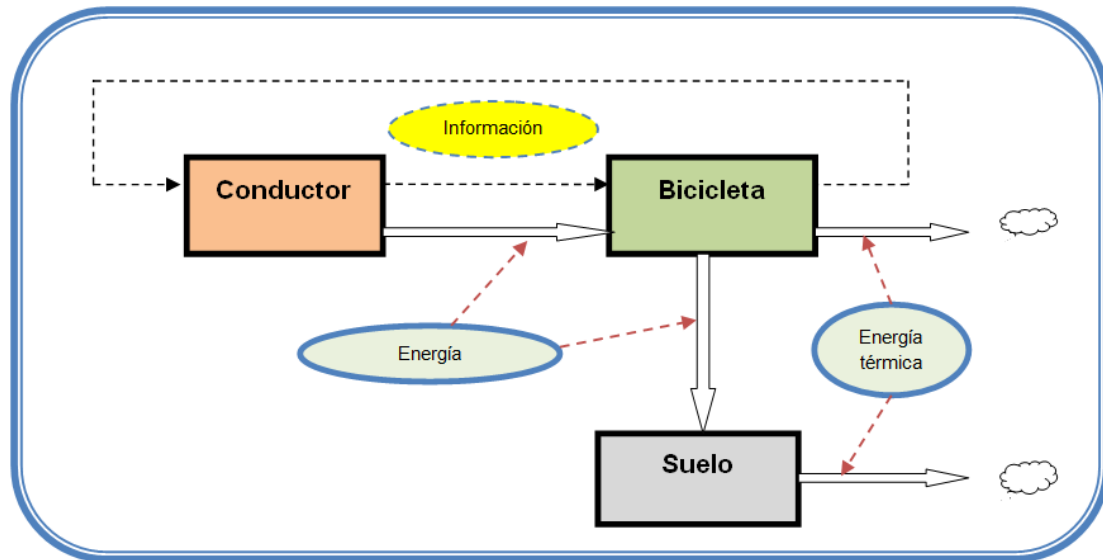 Información
Conductor
Bicicleta
Energía
Energía
térmica
Suelo